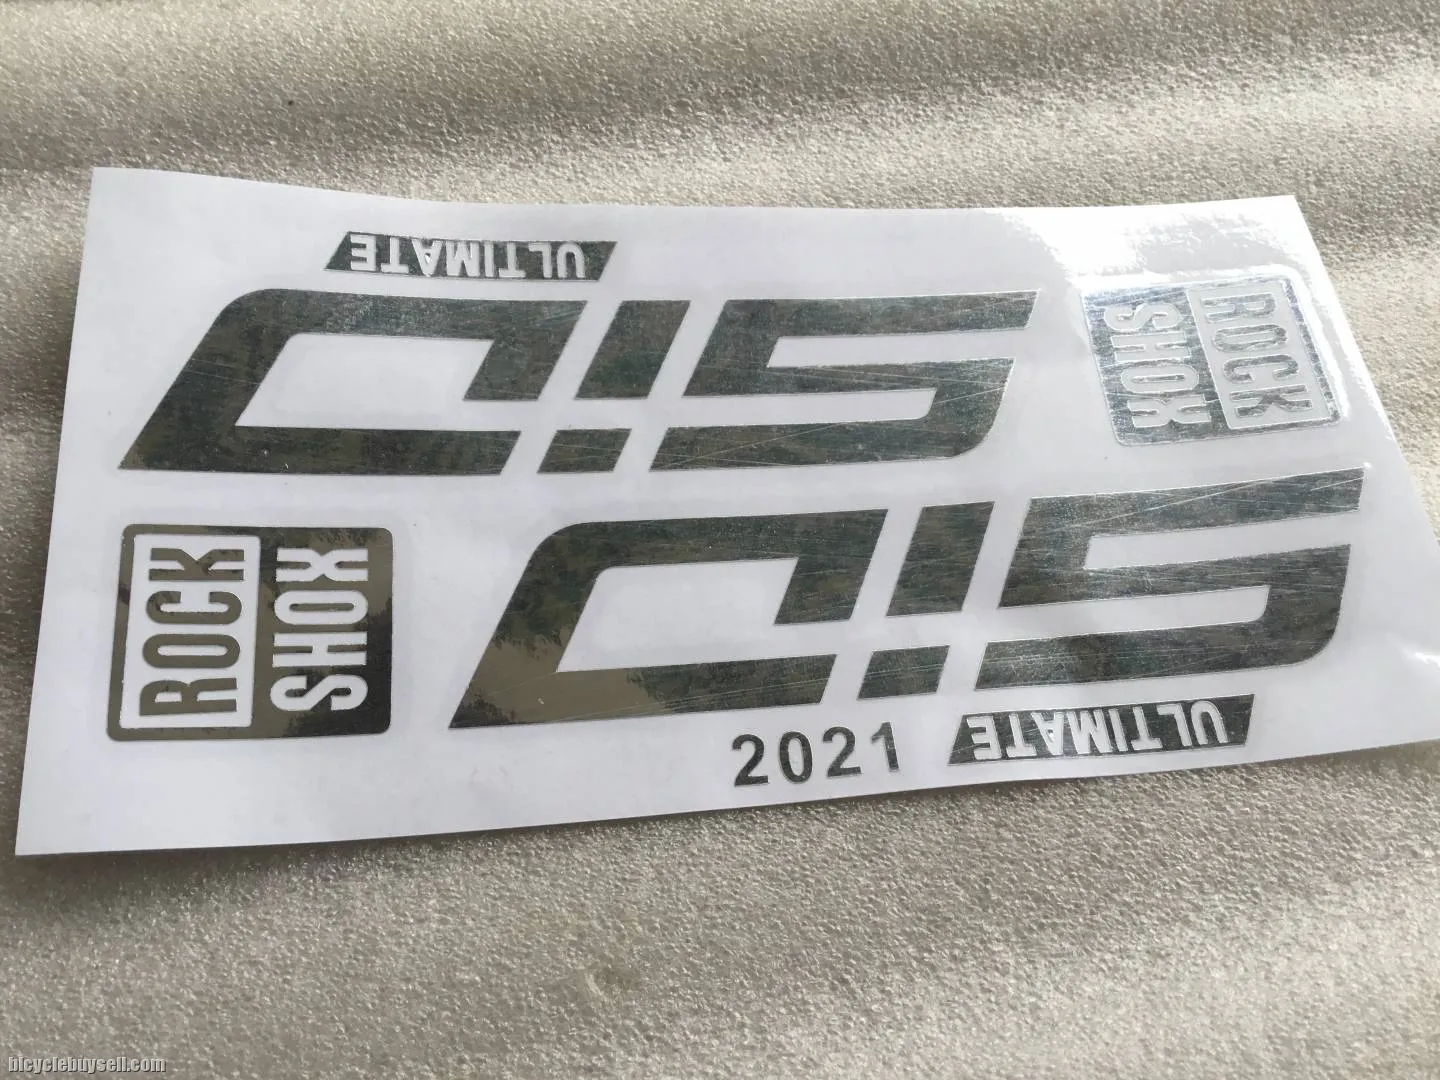 ULTIMATE
SID
ROCK
SHOX
ROCK
SHOX
SID
2021
ULTIMATE
bicyclebuysell.com